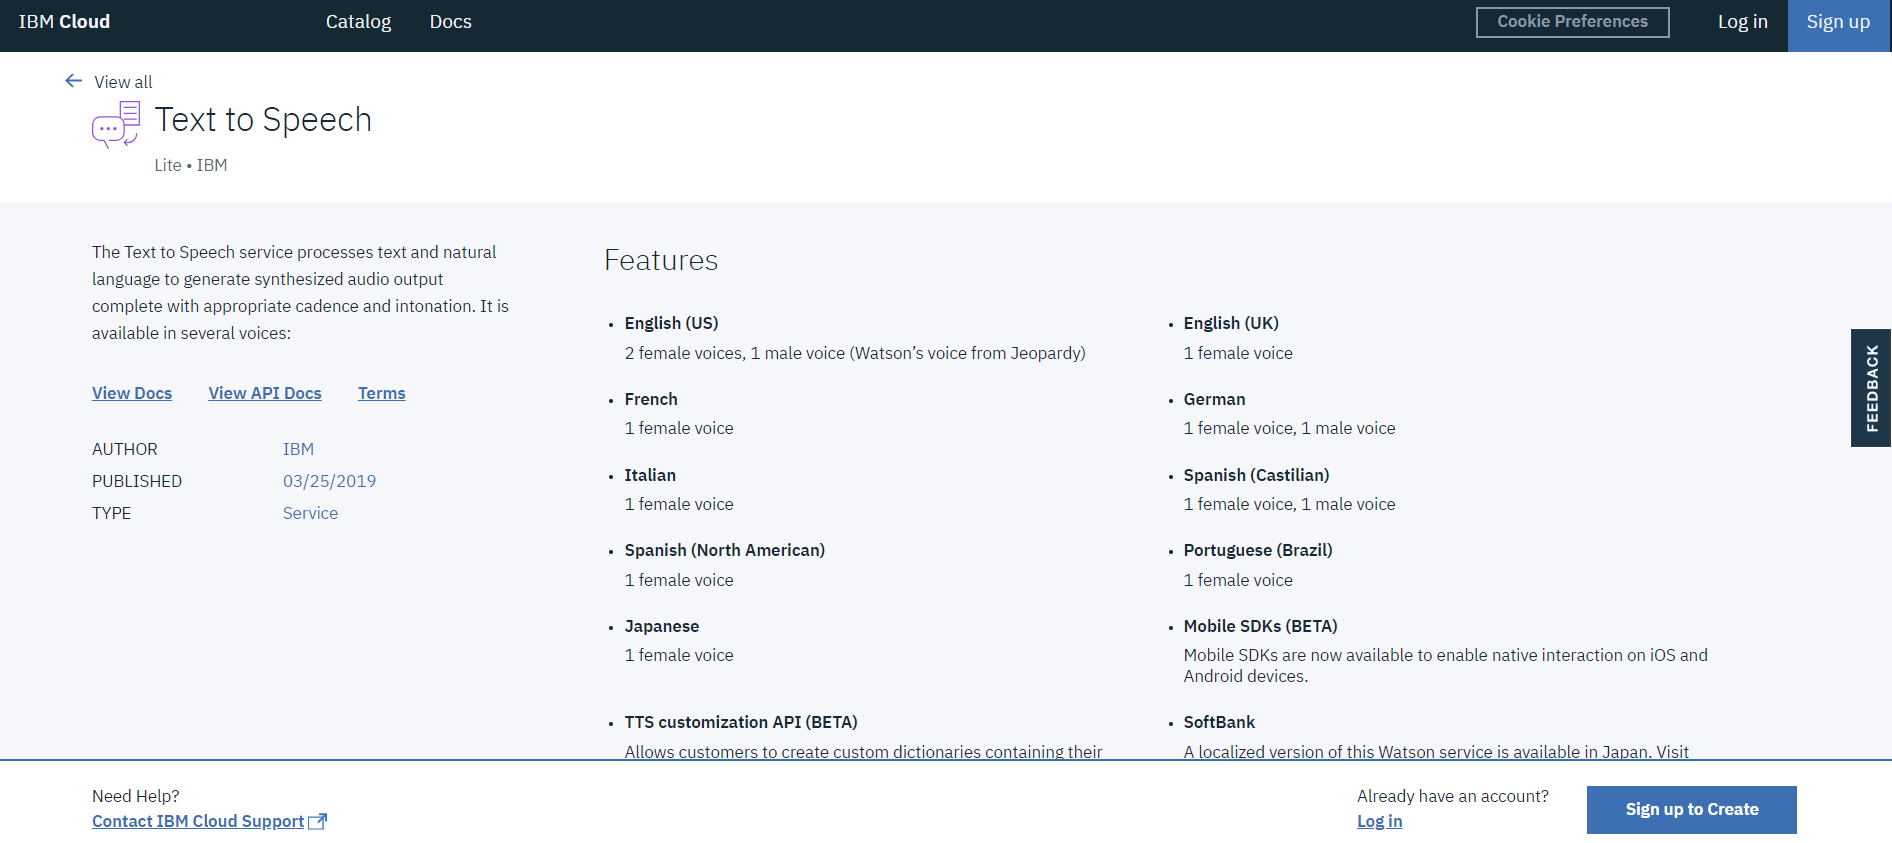 IBM Cloud
Catalog
Docs
Cookie Preferences
Log in
Sign up
View all
Text to Speech
Lite • IBM
The Text to Speech service processes text and natural
language to generate synthesized audio output
complete with appropriate cadence and intonation. It is
available in several voices:
View Docs
View API Docs
Terms
AUTHOR
IBM
PUBLISHED
03/25/2019
TYPE
Service
Features
• English (US)
2 female voices, 1 male voice (Watson’s voice from Jeopardy)
• English (UK)
1 female voice
• French
1 female voice
• German
1 female voice, 1 male voice
• Italian
1 female voice
• Spanish (Castilian)
1 female voice, 1 male voice
• Spanish (North American)
1 female voice
• Portuguese (Brazil)
1 female voice
• Japanese
1 female voice
• Mobile SDKs (BETA)
Mobile SDKs are now available to enable native interaction on iOS and
Android devices.
• TTS customization API (BETA)
Allows customers to create custom dictionaries containing their
• SoftBank
A localized version of this Watson service is available in Japan. Visit
FEEDBACK
Need Help?
Contact IBM Cloud Support
Already have an account?
Log in
Sign up to Create